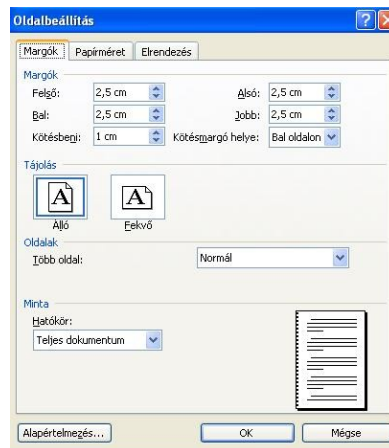 Oldalbeállítás
Margók Papírméret Elrendezés
Margók
Felső: 2,5 cm Alsó: 2,5 cm
Bal: 2,5 cm Jobb: 2,5 cm
Kötésbeni: 1 cm Kötésmargó helye: Bal oldalon
Tájolás
A A
Álló Fekvő
Oldalak
Több oldal: Normál
Minta
Hatókör:
Teljes dokumentum
Alapértelmezés... OK Mégse